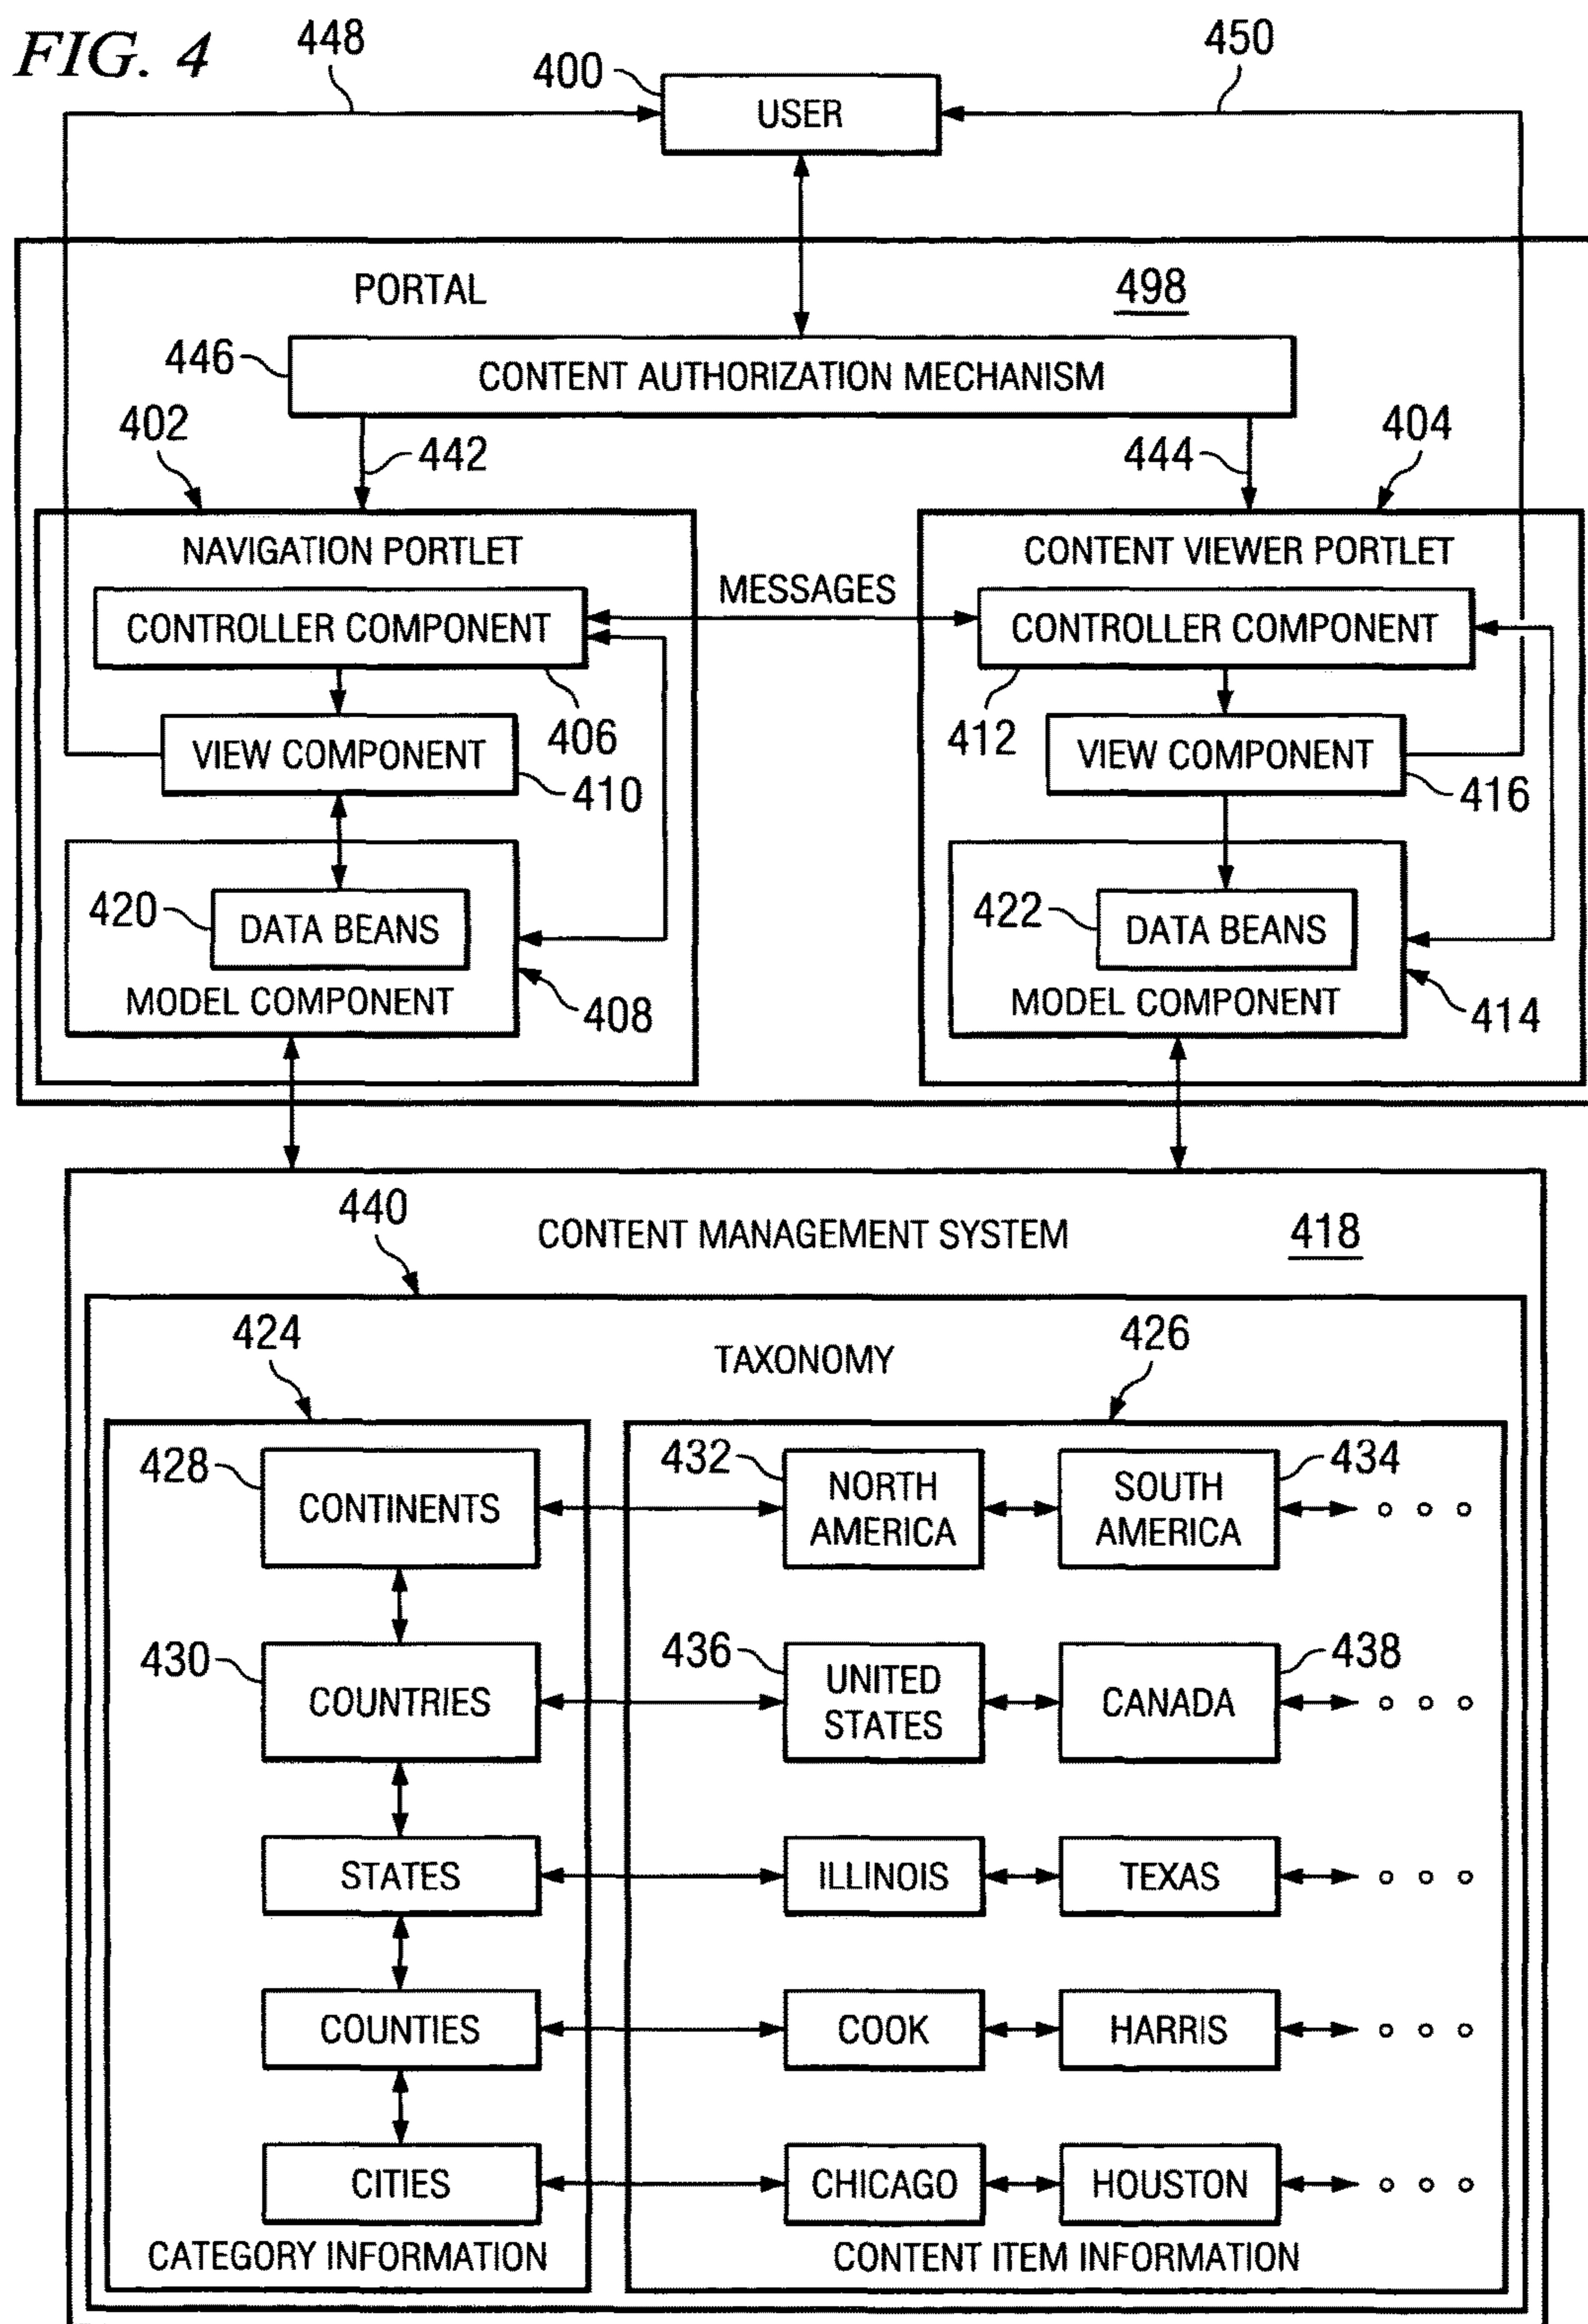 FIG. 4
448
400
450
USER
PORTAL
498
446
CONTENT AUTHORIZATION MECHANISM
402
442
444
404
NAVIGATION PORTLET
CONTENT VIEWER PORTLET
MESSAGES
CONTROLLER COMPONENT
CONTROLLER COMPONENT
406
412
VIEW COMPONENT
VIEW COMPONENT
410
416
420
DATA BEANS
422
DATA BEANS
MODEL COMPONENT
408
MODEL COMPONENT
414
440
CONTENT MANAGEMENT SYSTEM
418
424
TAXONOMY
426
428
CONTINENTS
432
NORTH
AMERICA
SOUTH
AMERICA
434
430
COUNTRIES
436
UNITED
STATES
CANADA
438
STATES
ILLINOIS
TEXAS
COUNTIES
COOK
HARRIS
CITIES
CHICAGO
HOUSTON
CATEGORY INFORMATION
CONTENT ITEM INFORMATION